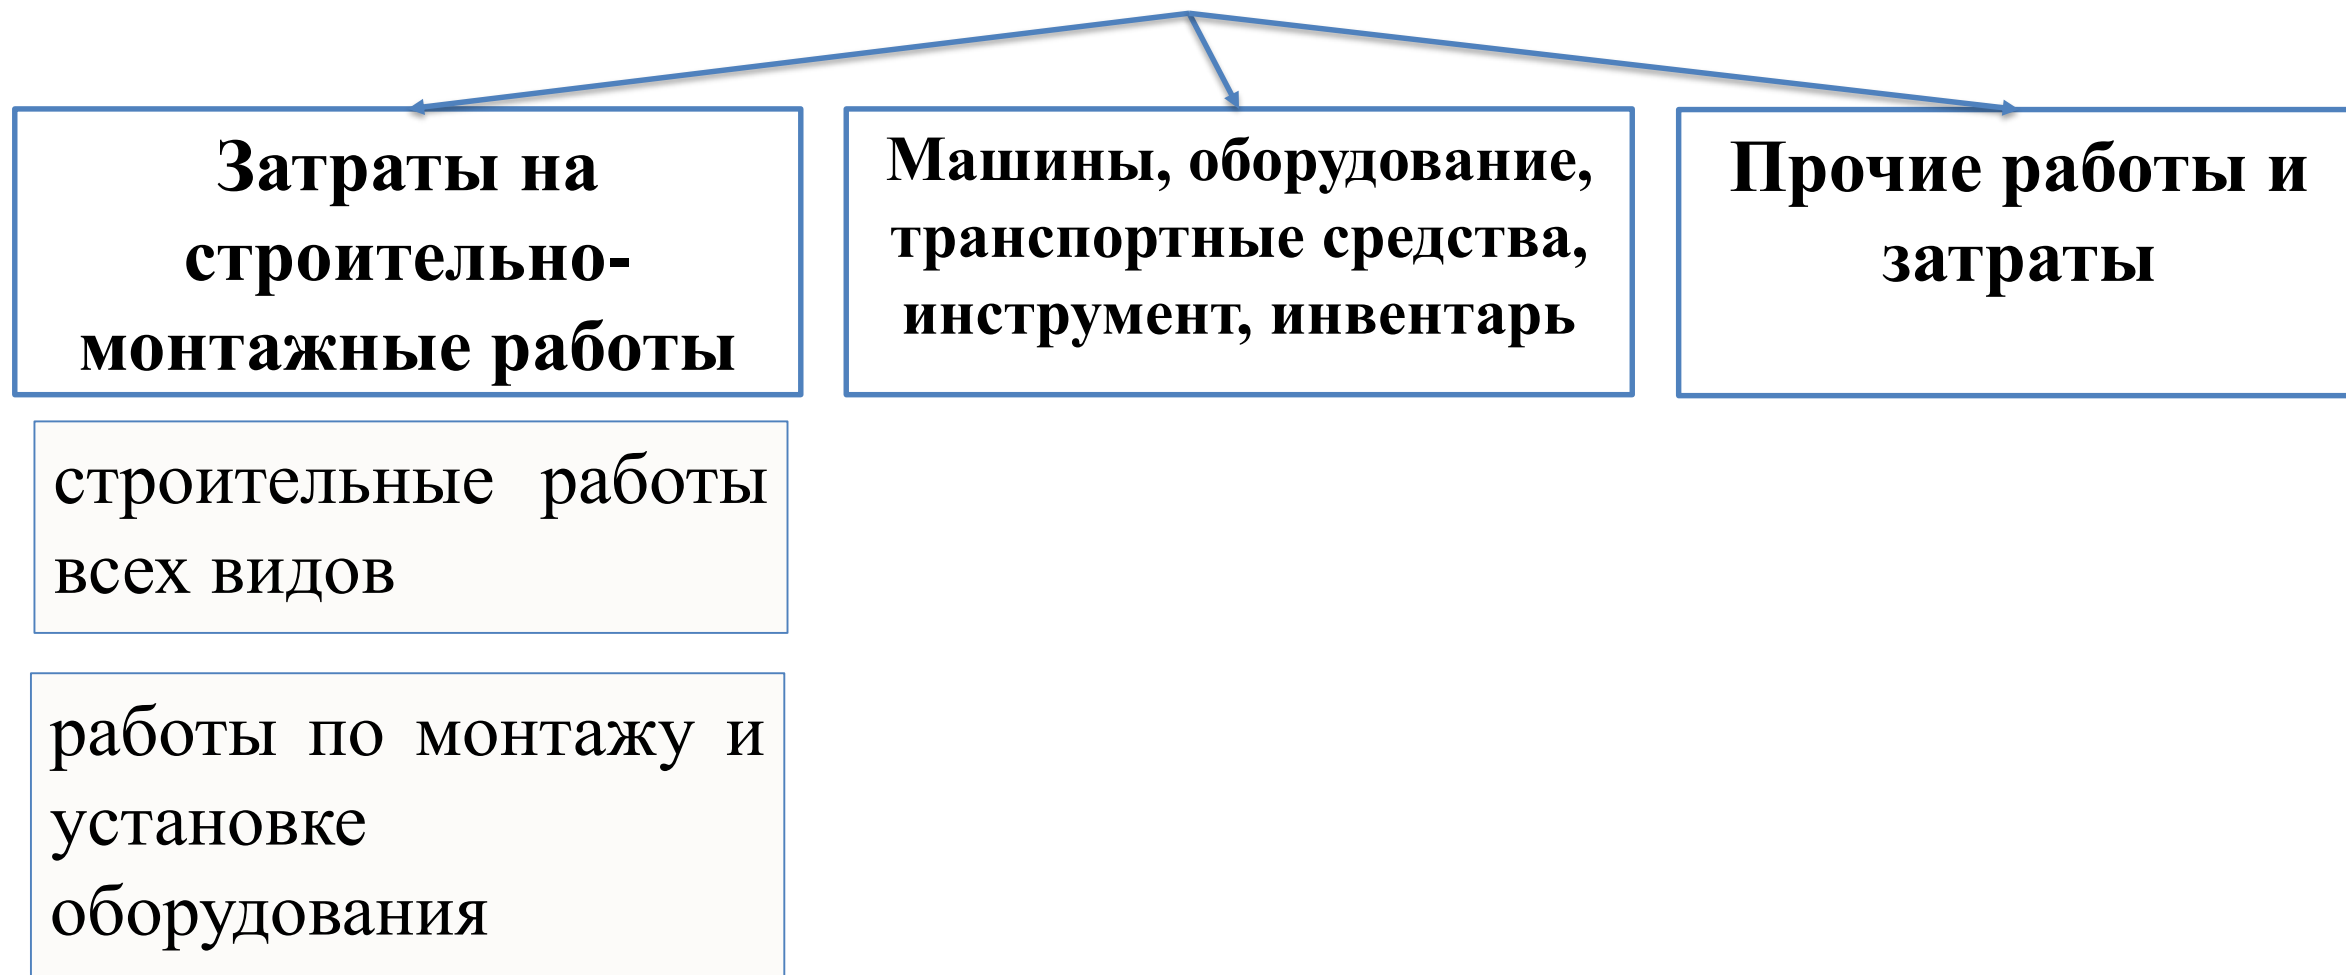 Затраты на
строительно-
монтажные работы
Машины, оборудование,
транспортные средства,
инструмент, инвентарь
Прочие работы и
затраты
строительные работы
всех видов
работы по монтажу и
установке
оборудования